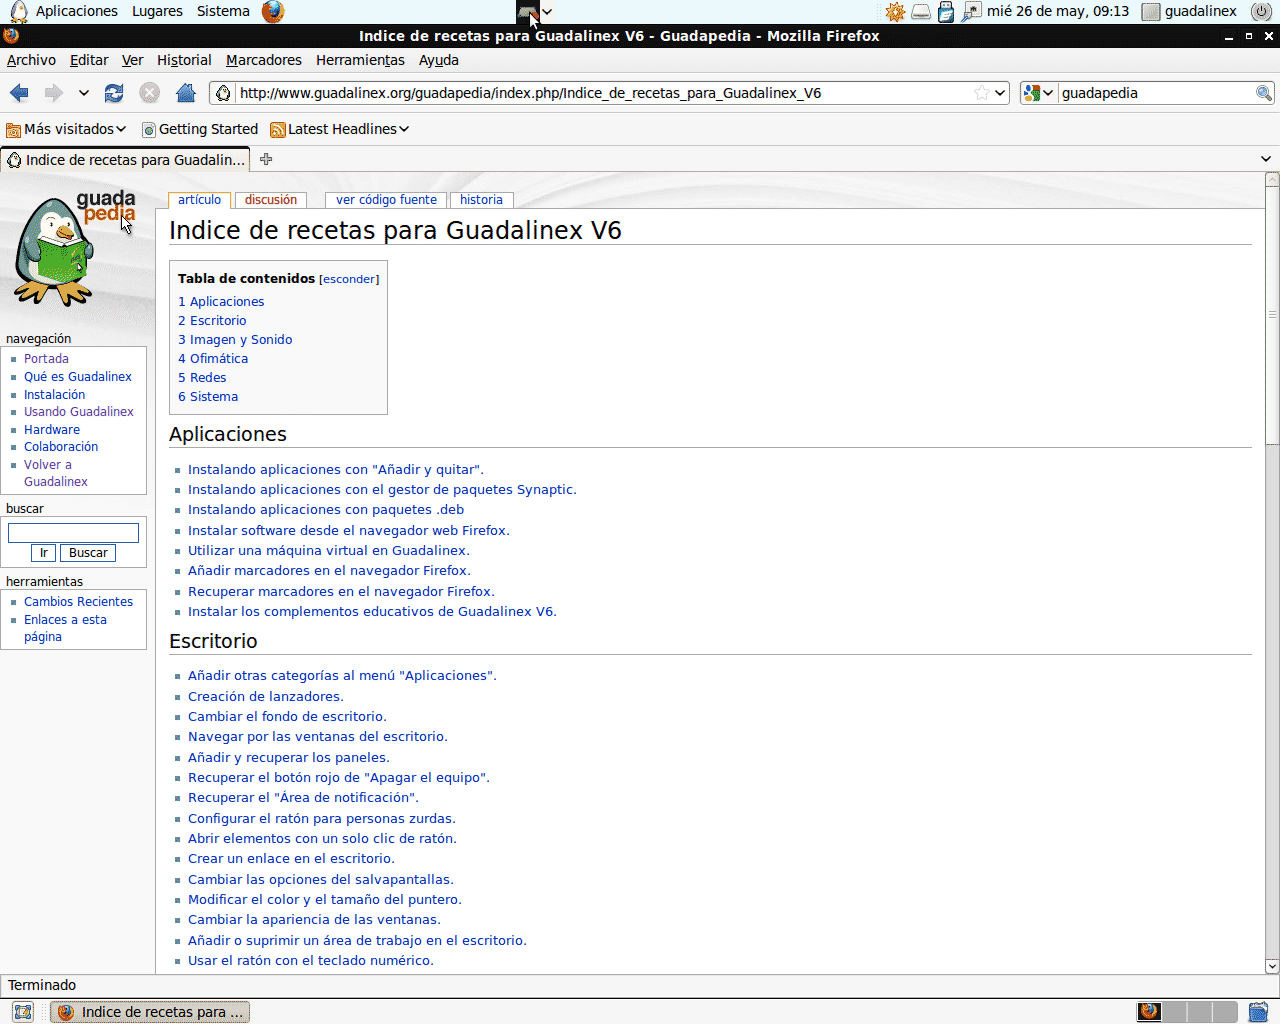 Aplicaciones Lugares Sistema mié 26 de may, 09:13 guadalinex
Indice de recetas para Guadalinex V6 - Guadapedia - Mozilla Firefox
Archivo Editar Ver Historial Marcadores Herramientas Ayuda
http://www.guadalinex.org/guadapedia/index.php/Indice_de_recetas_para_Guadalinex_V6 guadapedia
Más visitados Getting Started Latest Headlines
Indice de recetas para Guadalin...
guada
pedia
navegación
Portada
Qué es Guadalinex
Instalación
Usando Guadalinex
Hardware
Colaboración
Volver a
Guadalinex
buscar
Ir Buscar
herramientas
Cambios Recientes
Enlaces a esta
página
artículo discusión ver código fuente historia
Indice de recetas para Guadalinex V6
Tabla de contenidos [esconder]
1 Aplicaciones
2 Escritorio
3 Imagen y Sonido
4 Ofimática
5 Redes
6 Sistema
Aplicaciones
Instalando aplicaciones con "Añadir y quitar".
Instalando aplicaciones con el gestor de paquetes Synaptic.
Instalando aplicaciones con paquetes .deb
Instalar software desde el navegador web Firefox.
Utilizar una máquina virtual en Guadalinex.
Añadir marcadores en el navegador Firefox.
Recuperar marcadores en el navegador Firefox.
Instalar los complementos educativos de Guadalinex V6.
Escritorio
Añadir otras categorías al menú "Aplicaciones".
Creación de lanzadores.
Cambiar el fondo de escritorio.
Navegar por las ventanas del escritorio.
Añadir y recuperar los paneles.
Recuperar el botón rojo de "Apagar el equipo".
Recuperar el "Área de notificación".
Configurar el ratón para personas zurdas.
Abrir elementos con un solo clic de ratón.
Crear un enlace en el escritorio.
Cambiar las opciones del salvapantallas.
Modificar el color y el tamaño del puntero.
Cambiar la apariencia de las ventanas.
Añadir o suprimir un área de trabajo en el escritorio.
Usar el ratón con el teclado numérico.
Terminado
Indice de recetas para ...